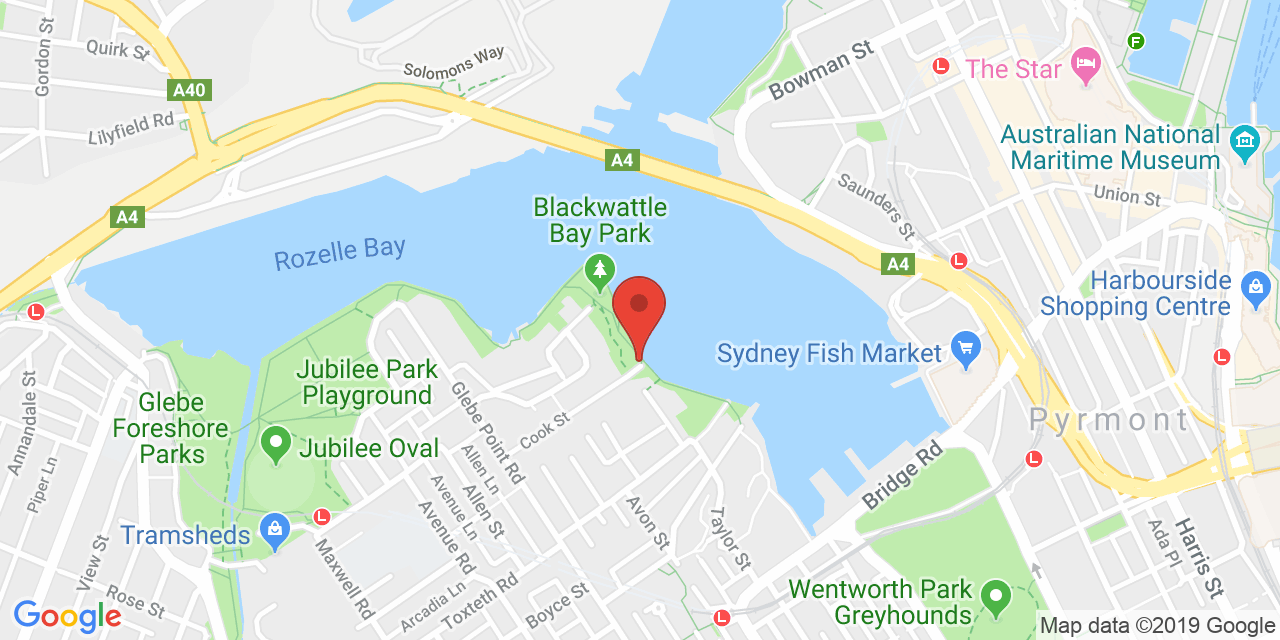 Gordon St
Quirk St
Solomons Way
A40
Lilyfield Rd
A4
Bowman St
The Star
F
L
Australian National
Maritime Museum
Union St
Saunders St
A4
Blackwattle
Bay Park
Rozelle Bay
A4
L
L
Harbourside
Shopping Centre
L
Sydney Fish Market
Jubilee Park
Playground
Glebe
Foreshore
Parks
Jubilee Oval
Annandale St
Piper Ln
Glebe Point Rd
Cook St
Allen Ln
Allen St
Avenue Ln
Avenue Rd
Pyrmont
L
Bridge Rd
Avon St
Taylor St
Tramsheds
L
Maxwell Rd
View St
Rose St
Arcadia Ln
Toxteth Rd
Boyce St
Harris St
Ada Pl
Wentworth Park
Greyhounds
L
Google
Map data ©2019 Google